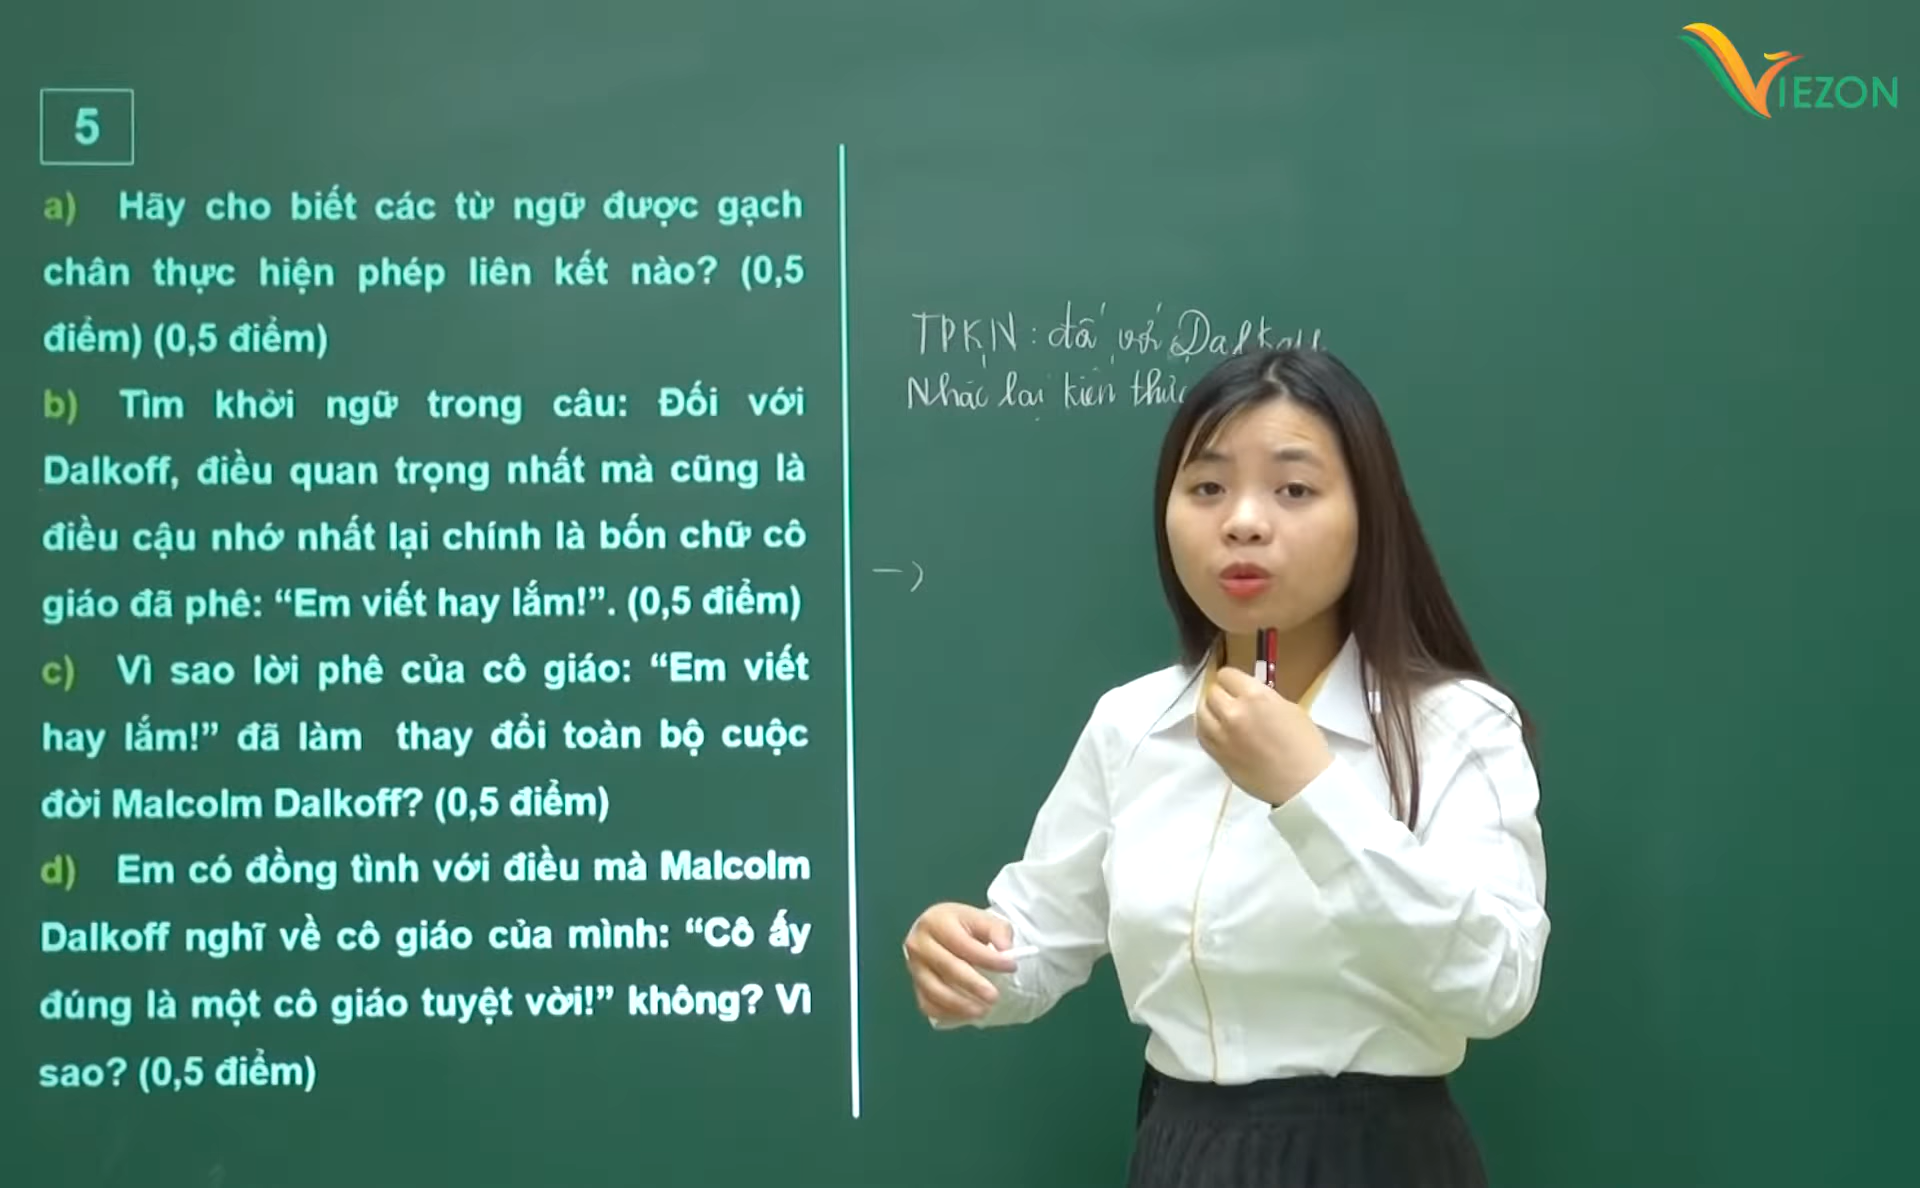 VIEZON
5
a) Hãy cho biết các từ ngữ được gạch
chân thực hiện phép liên kết nào? (0,5
điểm) (0,5 điểm)
b) Tìm khởi ngữ trong câu: Đối với
Dalkoff, điều quan trọng nhất mà cũng là
điều cậu nhớ nhất lại chính là bốn chữ cô
giáo đã phê: “Em viết hay lắm!”. (0,5 điểm)
c) Vì sao lời phê của cô giáo: “Em viết
hay lắm!” đã làm thay đổi toàn bộ cuộc
đời Malcolm Dalkoff? (0,5 điểm)
d) Em có đồng tình với điều mà Malcolm
Dalkoff nghĩ về cô giáo của mình: “Cô ấy
đúng là một cô giáo tuyệt vời!” không? Vì
sao? (0,5 điểm)
TPKN: đối với Dalkoff
Nhắc lại kiến thức
→